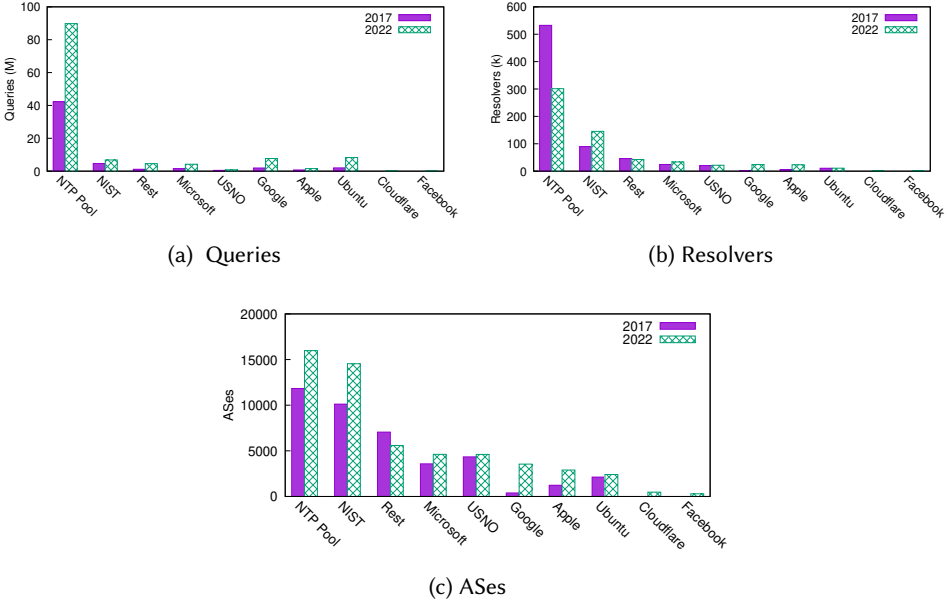 Queries (M)
100
80
60
40
20
0
2017
2022
NTP Pool
NIST
Rest
Microsoft
USNO
Google
Apple
Ubuntu
Cloudflare
Facebook
(a) Queries
Resolvers (k)
600
500
400
300
200
100
0
2017
2022
NTP Pool
NIST
Rest
Microsoft
USNO
Google
Apple
Ubuntu
Cloudflare
Facebook
(b) Resolvers
ASes
20000
15000
10000
5000
0
2017
2022
NTP Pool
NIST
Rest
Microsoft
USNO
Google
Apple
Ubuntu
Cloudflare
Facebook
(c) ASes